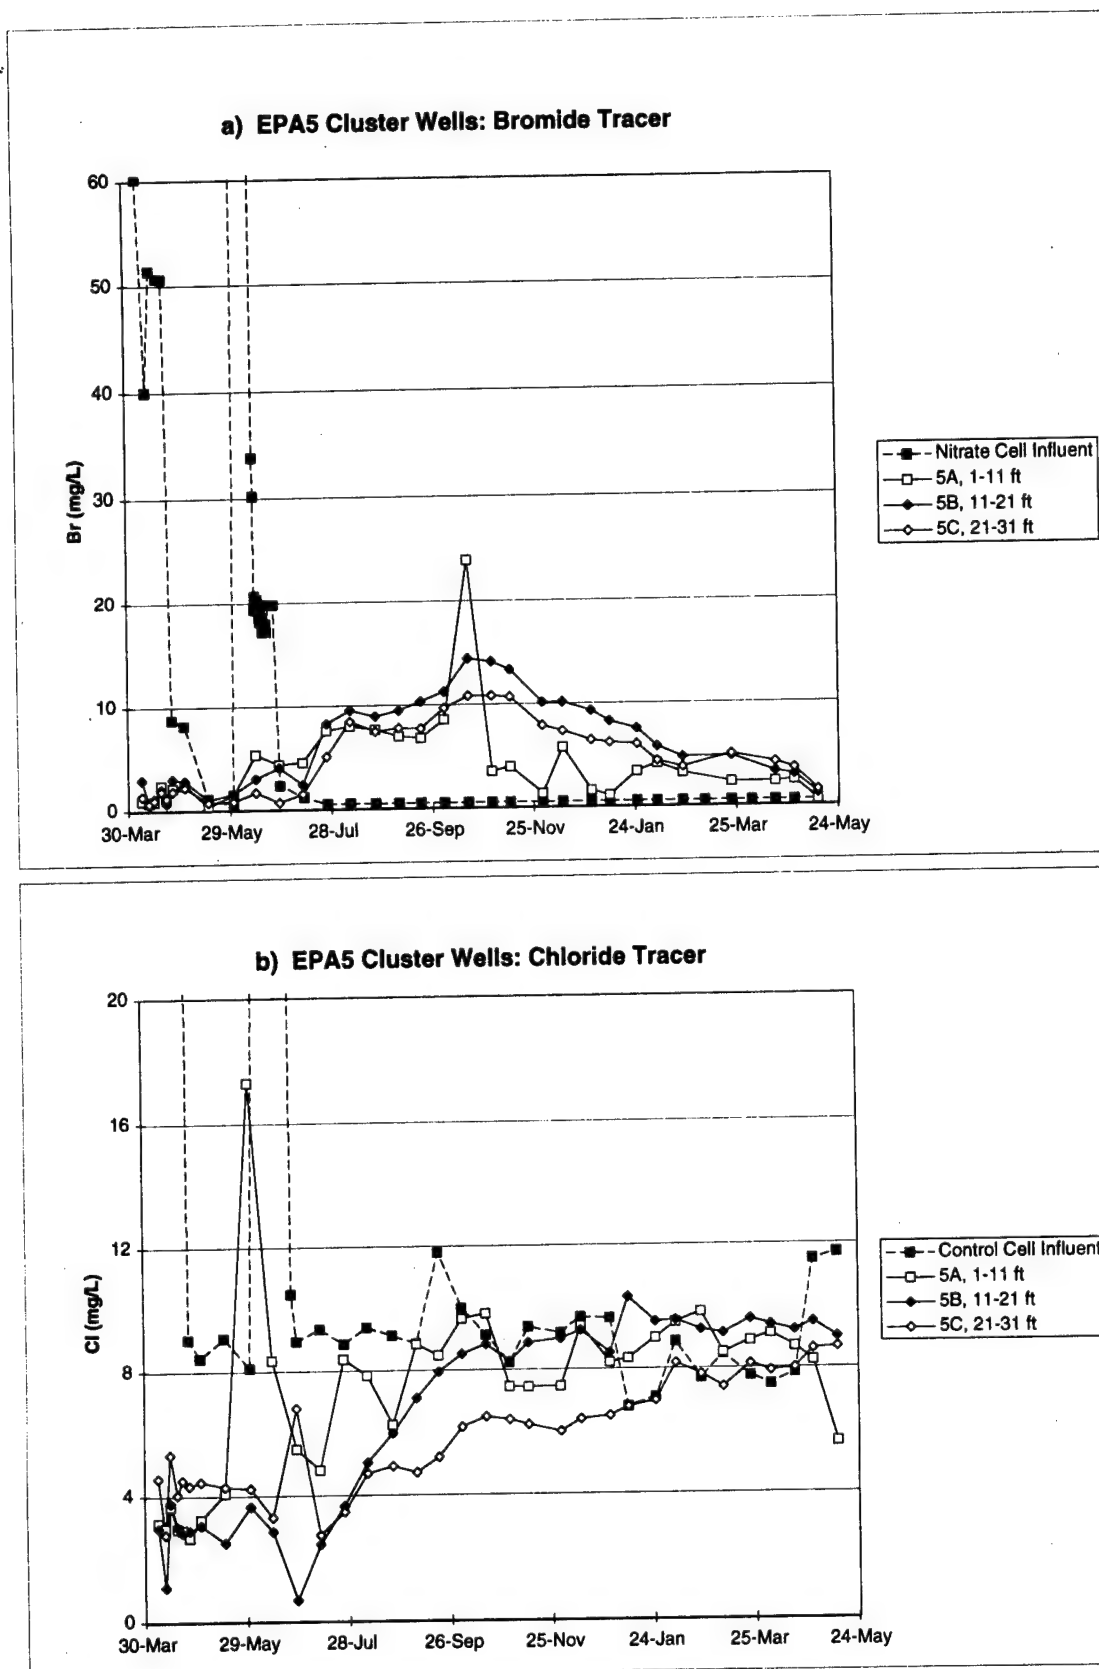 a) EPA5 Cluster Wells: Bromide Tracer
60
50
40
30
20
10
0
Br (mg/L)
30-Mar 29-May 28-Jul 26-Sep 25-Nov 24-Jan 25-Mar 24-May
Nitrate Cell Influent
5A, 1-11 ft
5B, 11-21 ft
5C, 21-31 ft
b) EPA5 Cluster Wells: Chloride Tracer
20
16
12
8
4
0
Cl (mg/L)
30-Mar 29-May 28-Jul 26-Sep 25-Nov 24-Jan 25-Mar 24-May
Control Cell Influent
5A, 1-11 ft
5B, 11-21 ft
5C, 21-31 ft